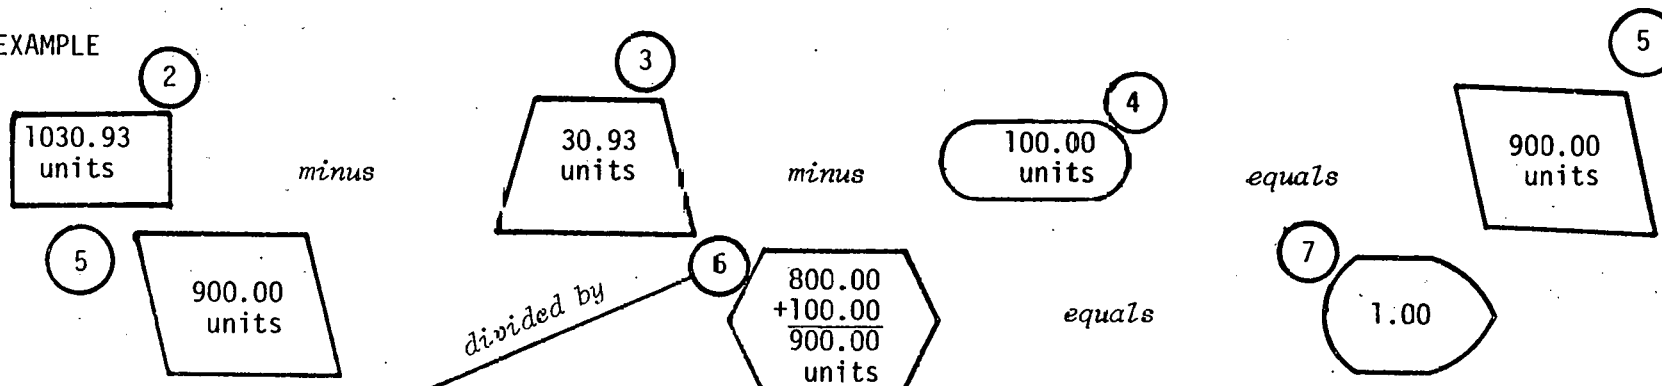 EXAMPLE
2
3
4
5
1030.93
units
minus
30.93
units
minus
100.00
units
equals
900.00
units
5
900.00
units
divided by
6
800.00
+100.00
900.00
units
equals
7
1.00